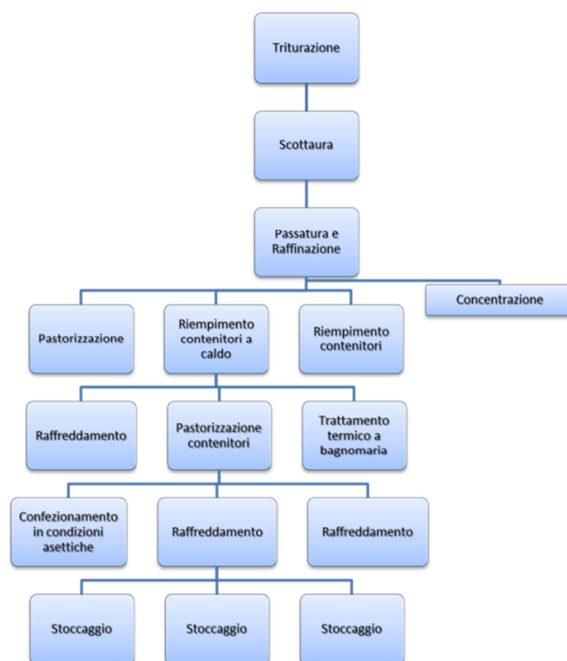 Triturazione
Scottaura
Passatura e
Raffinazione
Concentrazione
Pastorizzazione
Riempimento
contenitori a
caldo
Riempimento
contenitori
Raffreddamento
Pastorizzazione
contenitori
Trattamento
termico a
bagnomaria
Confezionamento
in condizioni
asettiche
Raffreddamento
Raffreddamento
Stoccaggio
Stoccaggio
Stoccaggio